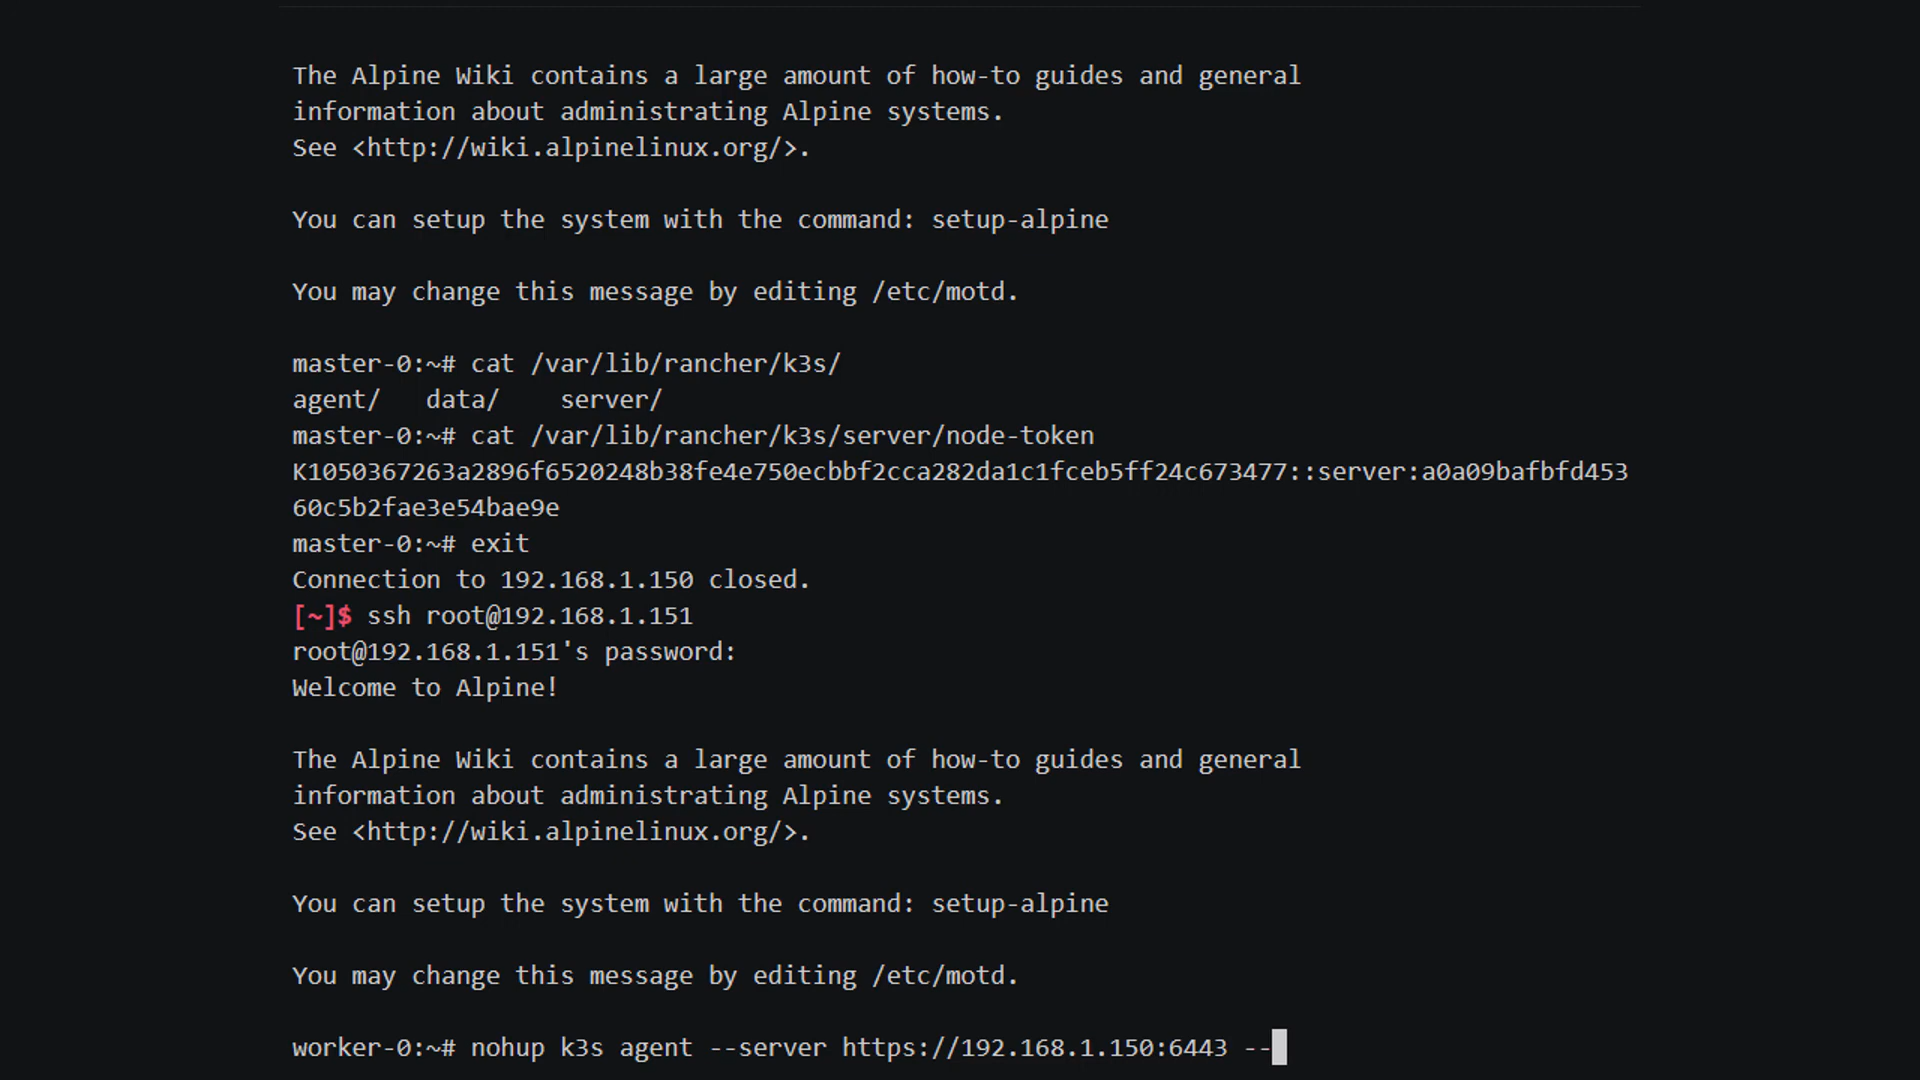 The Alpine Wiki contains a large amount of how-to guides and general
information about administrating Alpine systems.
See <http://wiki.alpinelinux.org/>.
You can setup the system with the command: setup-alpine
You may change this message by editing /etc/motd.
master-0:~# cat /var/lib/rancher/k3s/
agent/   data/    server/
master-0:~# cat /var/lib/rancher/k3s/server/node-token
K1050367263a2896f6520248b38fe4e750ecbbf2cca282da1c1fceb5ff24c673477::server:a0a09bafbfd453
60c5b2fae3e54bae9e
master-0:~# exit
Connection to 192.168.1.150 closed.
[~]$ ssh root@192.168.1.151
root@192.168.1.151's password:
Welcome to Alpine!
The Alpine Wiki contains a large amount of how-to guides and general
information about administrating Alpine systems.
See <http://wiki.alpinelinux.org/>.
You can setup the system with the command: setup-alpine
You may change this message by editing /etc/motd.
worker-0:~# nohup k3s agent --server https://192.168.1.150:6443 --